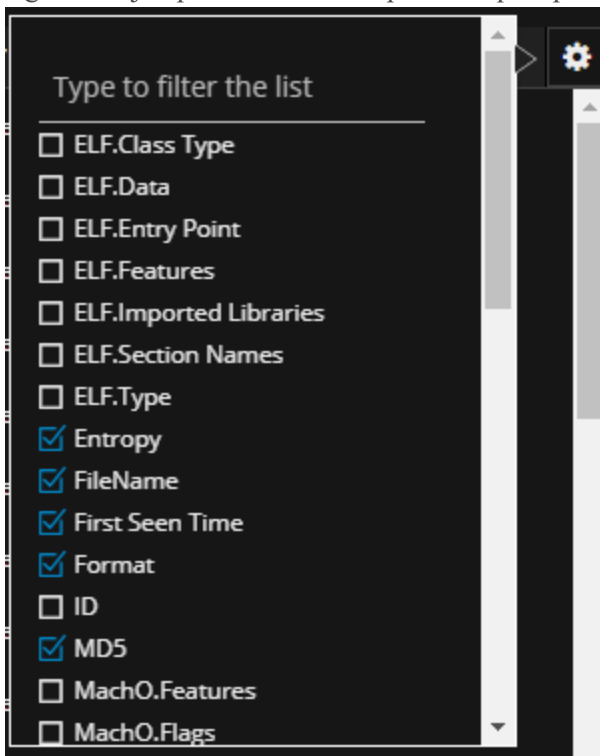 Type to filter the list
ELF.Class Type
ELF.Data
ELF.Entry Point
ELF.Features
ELF.Imported Libraries
ELF.Section Names
ELF.Type
Entropy
FileName
First Seen Time
Format
ID
MD5
MachO.Features
MachO.Flags